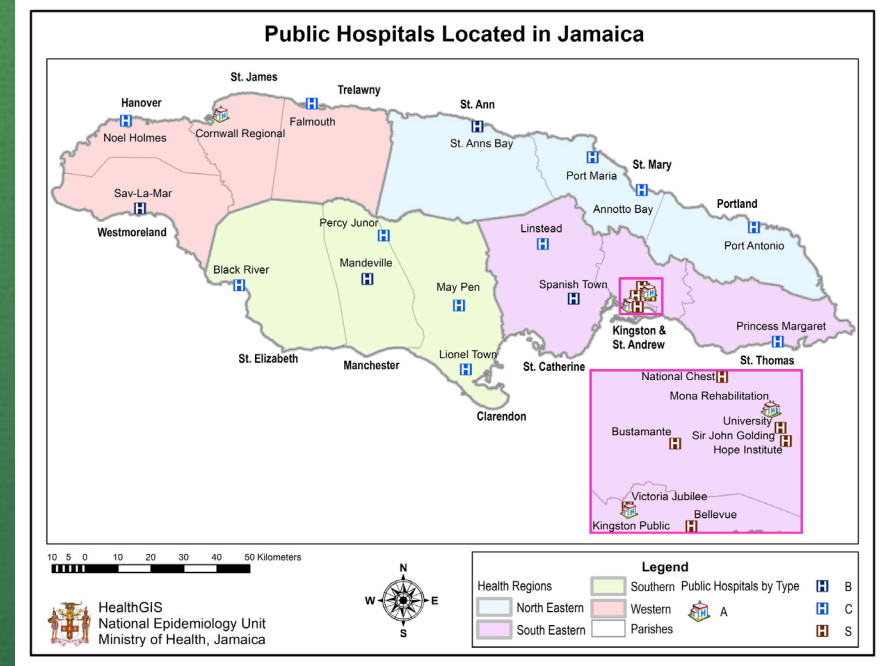 Public Hospitals Located in Jamaica
St. James
Trelawny
Hanover
St. Ann
Noel Holmes
Cornwall Regional
Falmouth
St. Anns Bay
St. Mary
Port Maria
Sav-La-Mar
Annotto Bay
Portland
Westmoreland
Percy Junor
Linstead
Port Antonio
Black River
Mandeville
May Pen
Spanish Town
Kingston &
St. Andrew
Princess Margaret
St. Elizabeth
Manchester
Lionel Town
St. Catherine
St. Thomas
Clarendon
National Chest
Mona Rehabilitation
University
Bustamante
Sir John Golding
Hope Institute
Victoria Jubilee
Kingston Public
Bellevue
10 5 0 10 20 30 40 50 Kilometers
N
W E
S
HealthGIS
National Epidemiology Unit
Ministry of Health, Jamaica
Legend
Health Regions
North Eastern
South Eastern
Southern
Western
Parishes
Public Hospitals by Type
A
H B
H C
H S